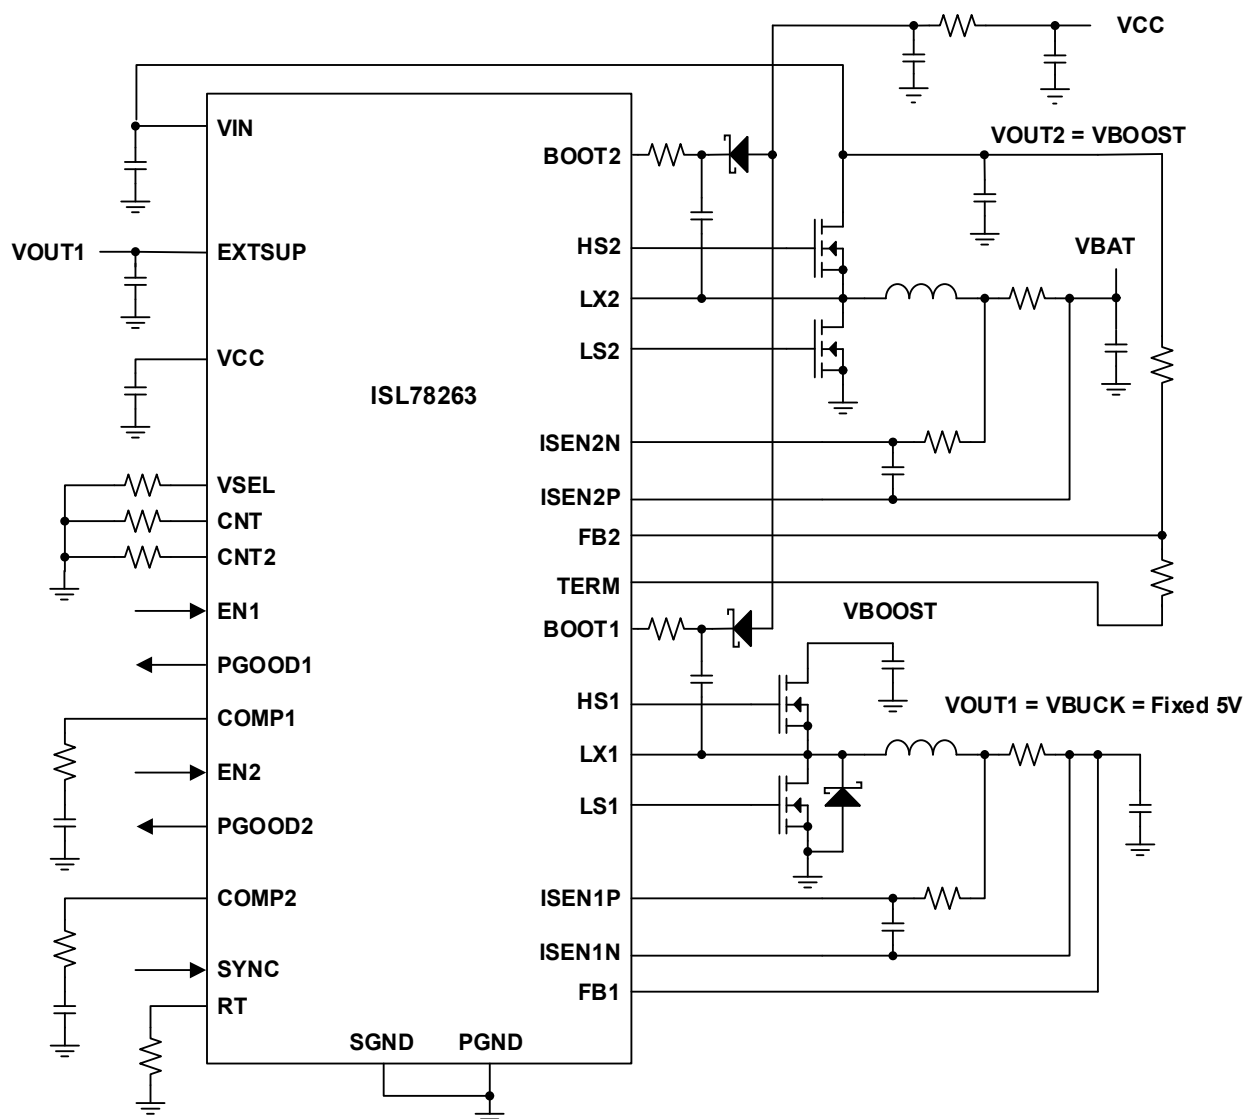 VCC
VIN
VOUT2 = VBOOST
BOOT2
VOUT1
EXTSUP
HS2
VBAT
LX2
VCC
LS2
ISL78263
ISEN2N
VSEL
ISEN2P
CNT
FB2
CNT2
TERM
EN1
BOOT1
VBOOST
PGOOD1
HS1
VOUT1 = VBUCK = Fixed 5V
COMP1
LX1
EN2
LS1
PGOOD2
COMP2
ISEN1P
ISEN1N
SYNC
FB1
RT
SGND
PGND